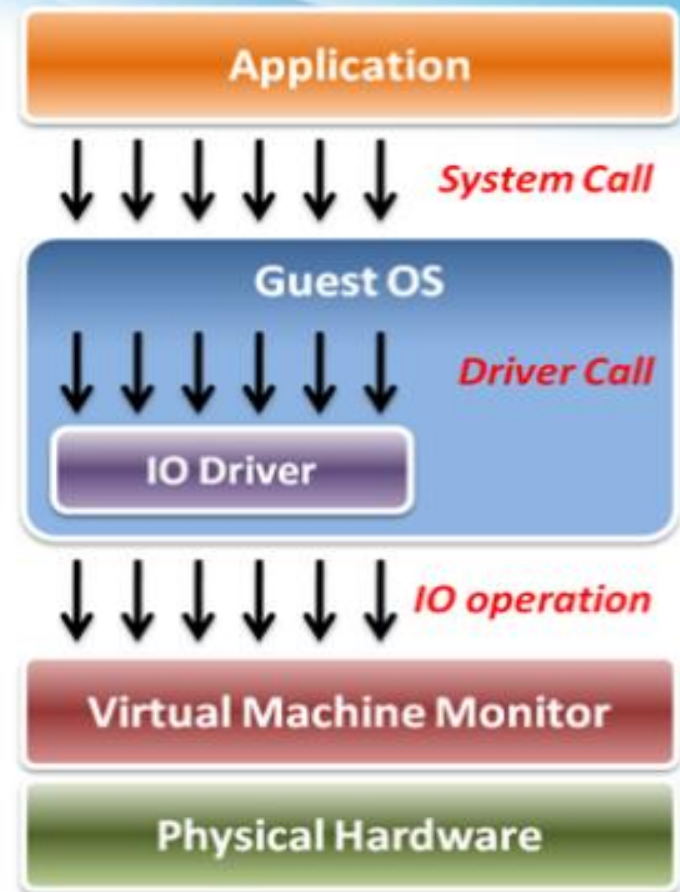 Application
System Call
Guest OS
Driver Call
IO Driver
IO operation
Virtual Machine Monitor
Physical Hardware